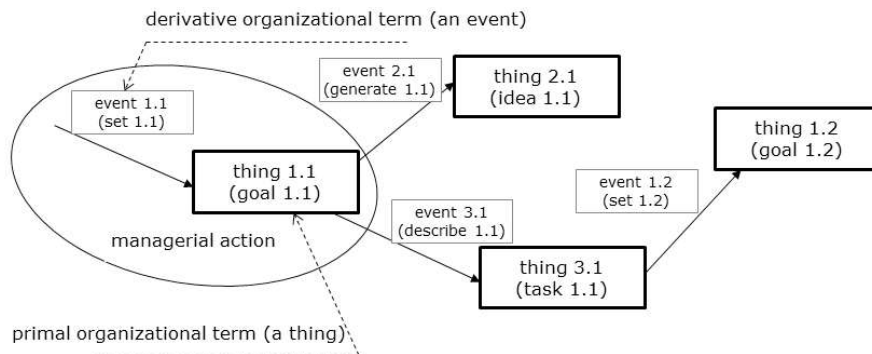 derivative organizational term (an event)
event 1.1
(set 1.1)
event 2.1
(generate 1.1)
thing 2.1
(idea 1.1)
thing 1.2
(goal 1.2)
thing 1.1
(goal 1.1)
event 1.2
(set 1.2)
event 3.1
(describe 1.1)
managerial action
thing 3.1
(task 1.1)
primal organizational term (a thing)